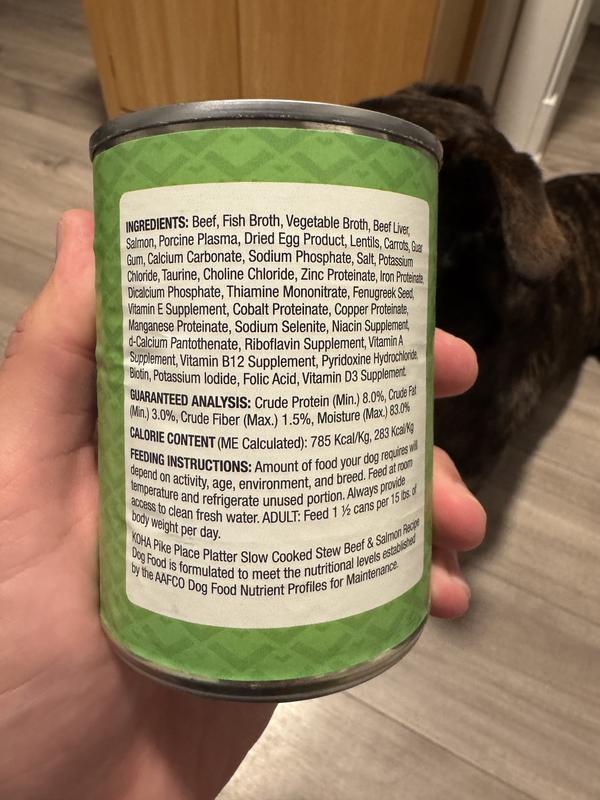 INGREDIENTS: Beef, Fish Broth, Vegetable Broth, Beef Liver,
Salmon, Porcine Plasma, Dried Egg Product, Lentils, Carrots, Guar
Gum, Calcium Carbonate, Sodium Phosphate, Salt, Potassium
Chloride, Taurine, Choline Chloride, Zinc Proteinate, Iron Proteinate,
Dicalcium Phosphate, Thiamine Mononitrate, Fenugreek Seed,
Vitamin E Supplement, Cobalt Proteinate, Copper Proteinate,
Manganese Proteinate, Sodium Selenite, Niacin Supplement,
d-Calcium Pantothenate, Riboflavin Supplement, Vitamin A
Supplement, Vitamin B12 Supplement, Pyridoxine Hydrochloride,
Biotin, Potassium Iodide, Folic Acid, Vitamin D3 Supplement.
GUARANTEED ANALYSIS: Crude Protein (Min.) 8.0%, Crude Fat
(Min.) 3.0%, Crude Fiber (Max.) 1.5%, Moisture (Max.) 83.0%
CALORIE CONTENT (ME Calculated): 785 Kcal/Kg, 283 Kcal/Kg
FEEDING INSTRUCTIONS: Amount of food your dog requires will
depend on activity, age, environment, and breed. Feed at room
temperature and refrigerate unused portion. Always provide
access to clean fresh water. ADULT: Feed 1 ½ cans per 15 lbs. of
body weight per day.
KOHA Pike Place Platter Slow Cooked Stew Beef & Salmon Recipe
Dog Food is formulated to meet the nutritional levels established
by the AAFCO Dog Food Nutrient Profiles for Maintenance.